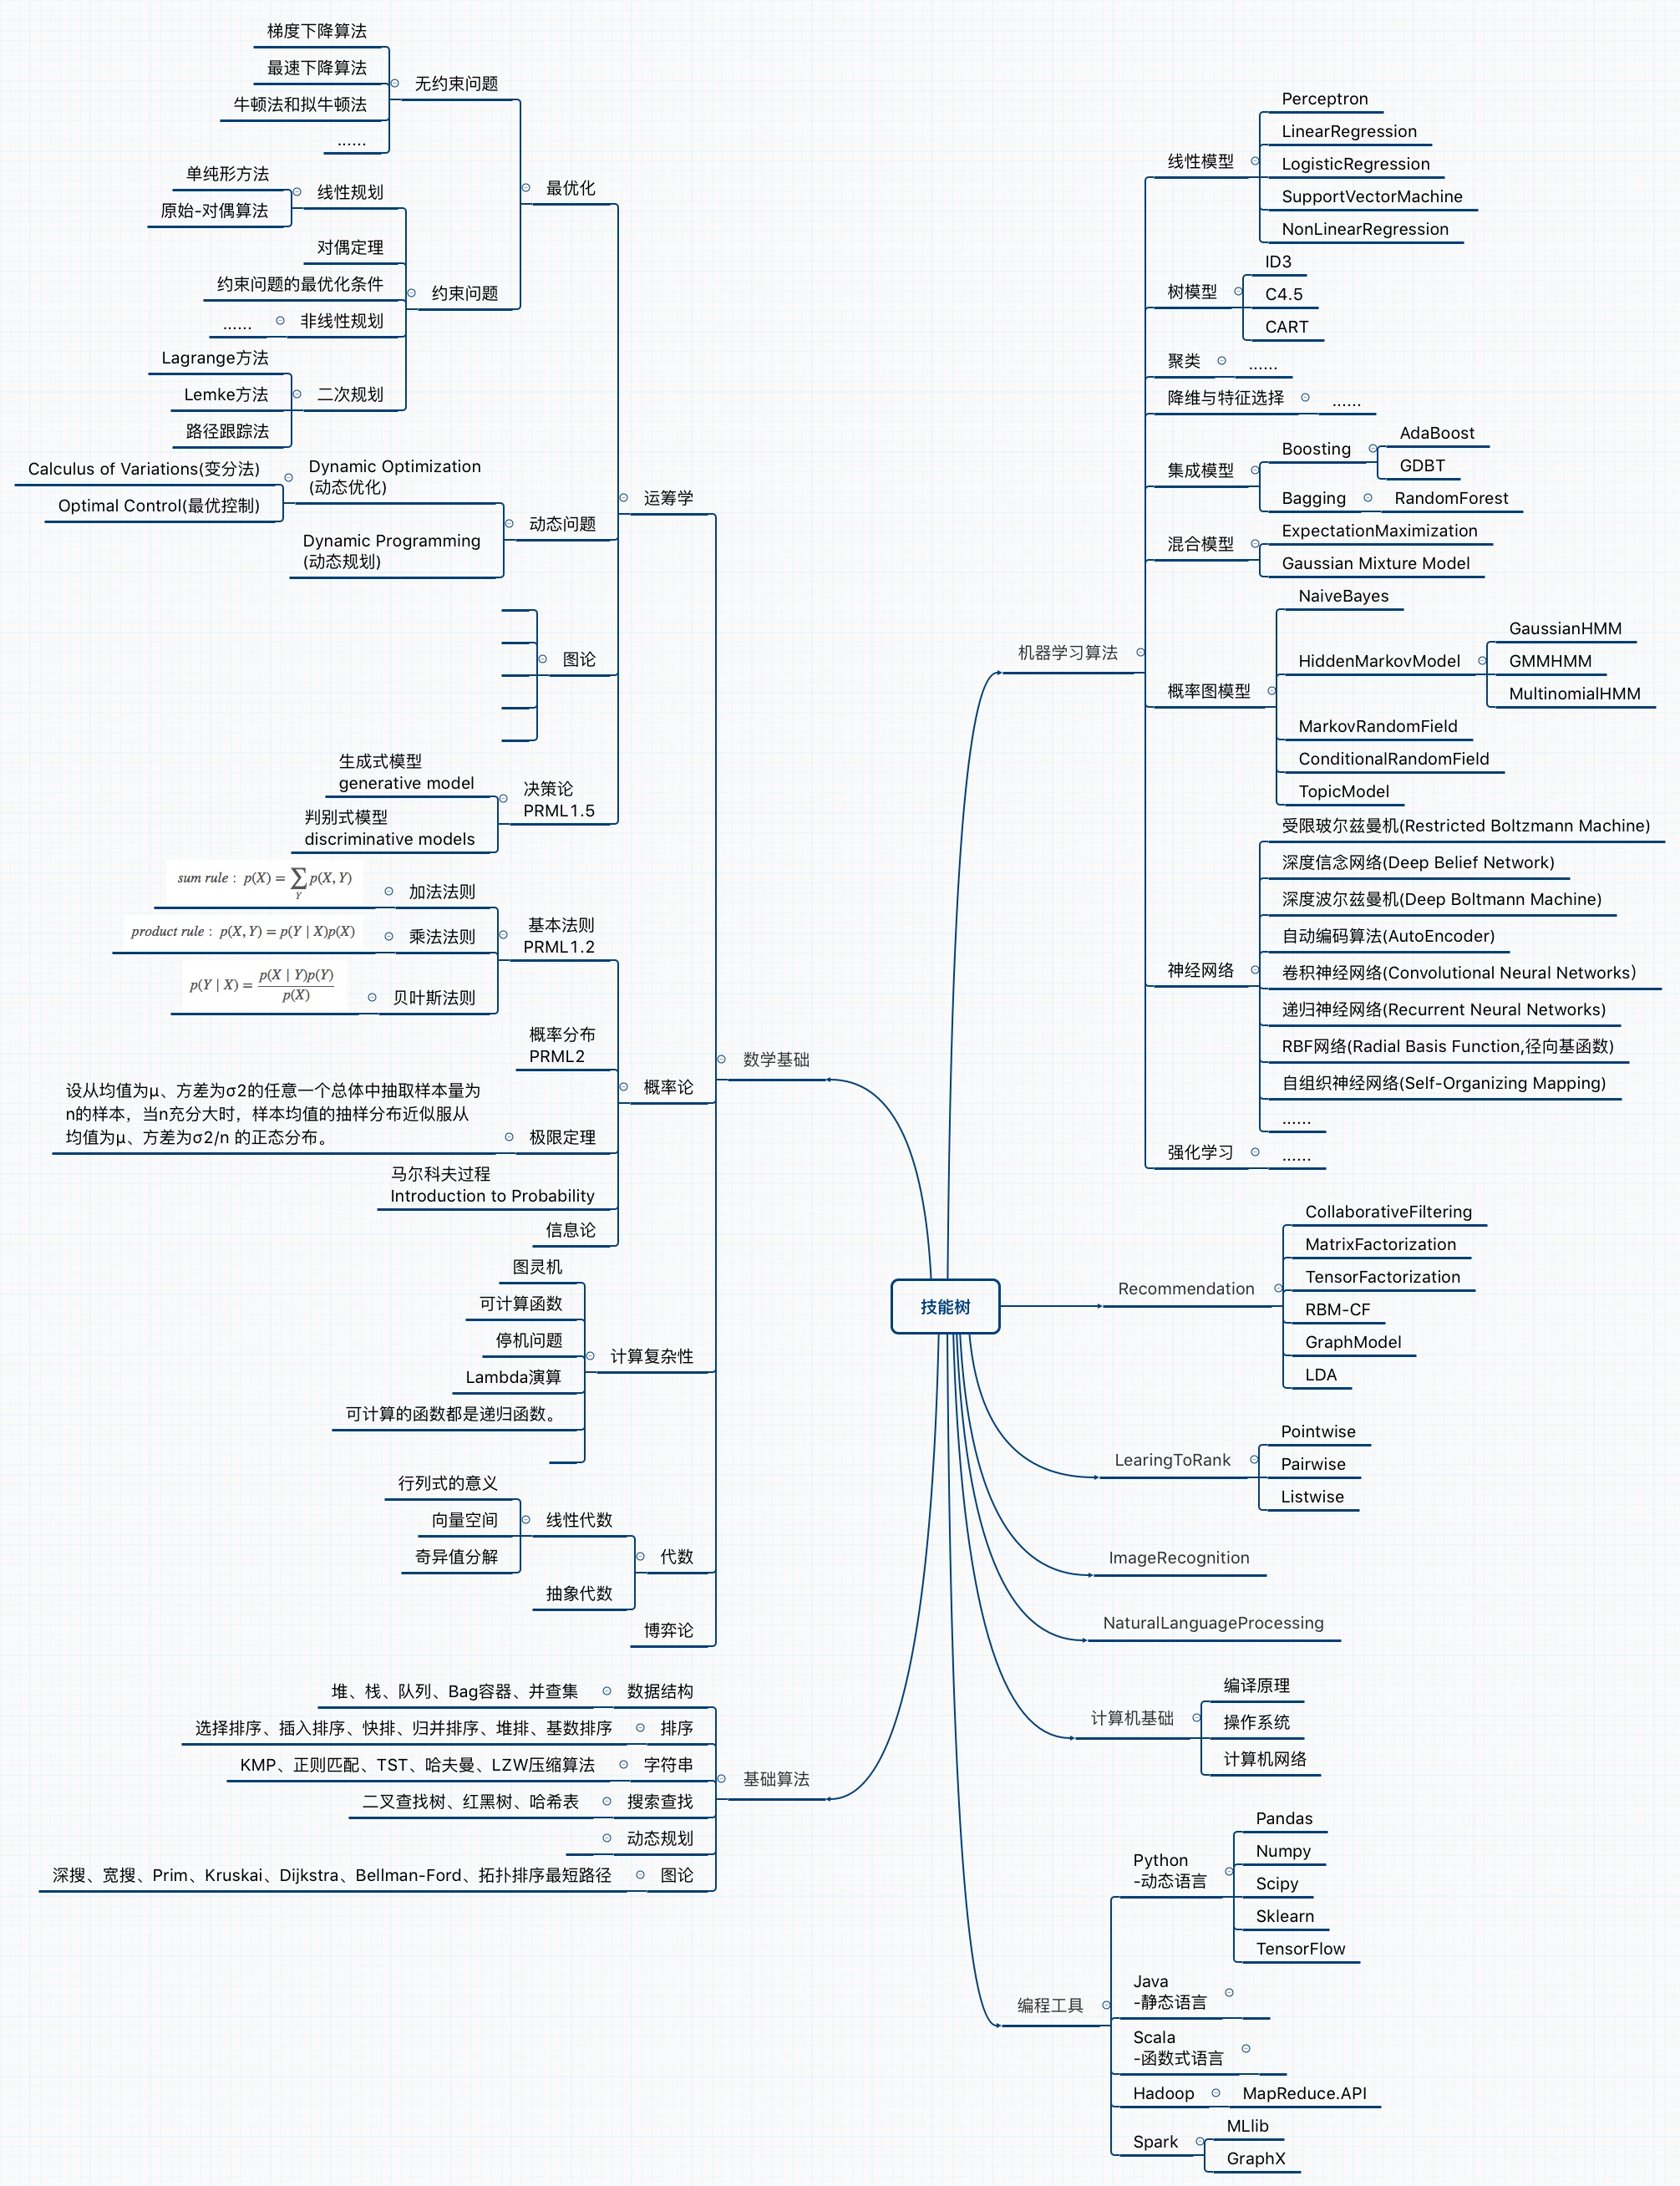 技能树
机器学习算法
线性模型
Perceptron
LinearRegression
LogisticRegression
SupportVectorMachine
NonLinearRegression
树模型
ID3
C4.5
CART
聚类
......
降维与特征选择
......
集成模型
Boosting
AdaBoost
GDBT
Bagging
RandomForest
混合模型
ExpectationMaximization
Gaussian Mixture Model
概率图模型
NaiveBayes
HiddenMarkovModel
GaussianHMM
GMMHMM
MultinomialHMM
MarkovRandomField
ConditionalRandomField
TopicModel
神经网络
受限玻尔兹曼机(Restricted Boltzmann Machine)
深度信念网络(Deep Belief Network)
深度波尔兹曼机(Deep Boltmann Machine)
自动编码算法(AutoEncoder)
卷积神经网络(Convolutional Neural Networks）
递归神经网络(Recurrent Neural Networks)
RBF网络(Radial Basis Function,径向基函数)
自组织神经网络(Self-Organizing Mapping)
......
强化学习
......
Recommendation
CollaborativeFiltering
MatrixFactorization
TensorFactorization
RBM-CF
GraphModel
LDA
LearingToRank
Pointwise
Pairwise
Listwise
ImageRecognition
NaturalLanguageProcessing
计算机基础
编译原理
操作系统
计算机网络
编程工具
Python
-动态语言
Pandas
Numpy
Scipy
Sklearn
TensorFlow
Java
-静态语言
Scala
-函数式语言
Hadoop
MapReduce.API
Spark
MLlib
GraphX
数学基础
运筹学
最优化
无约束问题
梯度下降算法
最速下降算法
牛顿法和拟牛顿法
......
约束问题
线性规划
单纯形方法
原始-对偶算法
对偶定理
约束问题的最优化条件
非线性规划
......
二次规划
Lagrange方法
Lemke方法
路径跟踪法
动态问题
Dynamic Optimization
(动态优化)
Calculus of Variations(变分法)
Optimal Control(最优控制)
Dynamic Programming
(动态规划)
图论
决策论
PRML1.5
生成式模型
generative model
判别式模型
discriminative models
概率论
基本法则
PRML1.2
加法法则
sum rule : p(X) = ∑_Y p(X, Y)
乘法法则
product rule : p(X, Y) = p(Y | X)p(X)
贝叶斯法则
p(Y | X) = p(X | Y)p(Y) / p(X)
概率分布
PRML2
极限定理
设从均值为μ、方差为σ2的任意一个总体中抽取样本量为
n的样本，当n充分大时，样本均值的抽样分布近似服从
均值为μ、方差为σ2/n 的正态分布。
马尔科夫过程
Introduction to Probability
信息论
计算复杂性
图灵机
可计算函数
停机问题
Lambda演算
可计算的函数都是递归函数。
代数
线性代数
行列式的意义
向量空间
奇异值分解
抽象代数
博弈论
基础算法
数据结构
堆、栈、队列、Bag容器、并查集
排序
选择排序、插入排序、快排、归并排序、堆排、基数排序
字符串
KMP、正则匹配、TST、哈夫曼、LZW压缩算法
搜索查找
二叉查找树、红黑树、哈希表
动态规划
图论
深搜、宽搜、Prim、Kruskai、Dijkstra、Bellman-Ford、拓扑排序最短路径